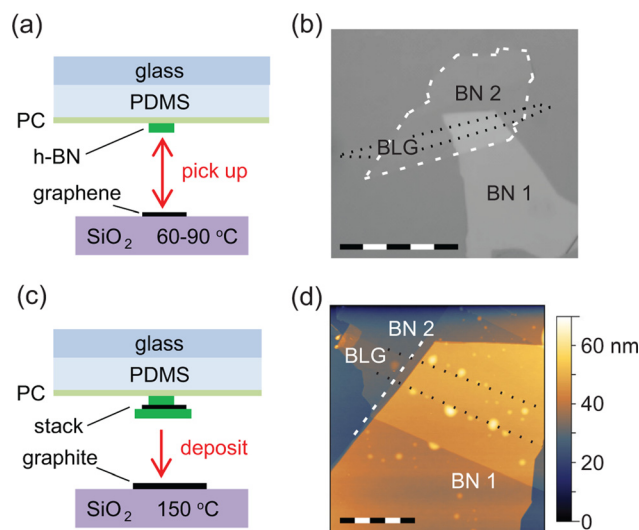 (a)
glass
PDMS
PC
h-BN
pick up
graphene
SiO₂ 60-90 °C
(b)
BN 2
BLG
BN 1
(c)
glass
PDMS
PC
stack
deposit
graphite
SiO₂ 150 °C
(d)
BN 2
BLG
BN 1
60 nm
40
20
0